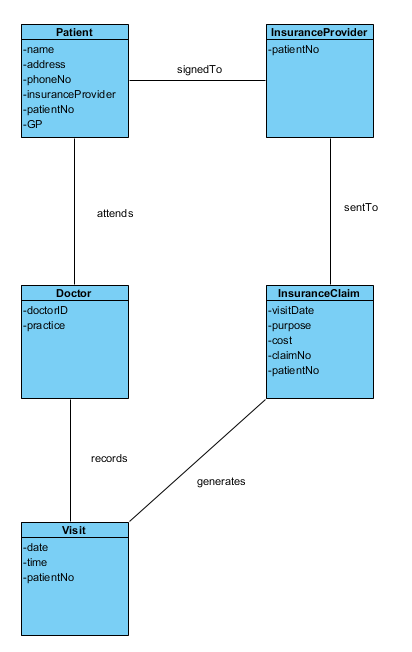 Patient
-name
-address
-phoneNo
-insuranceProvider
-patientNo
-GP
signedTo
InsuranceProvider
-patientNo
attends
sentTo
Doctor
-doctorID
-practice
InsuranceClaim
-visitDate
-purpose
-cost
-claimNo
-patientNo
records
generates
Visit
-date
-time
-patientNo